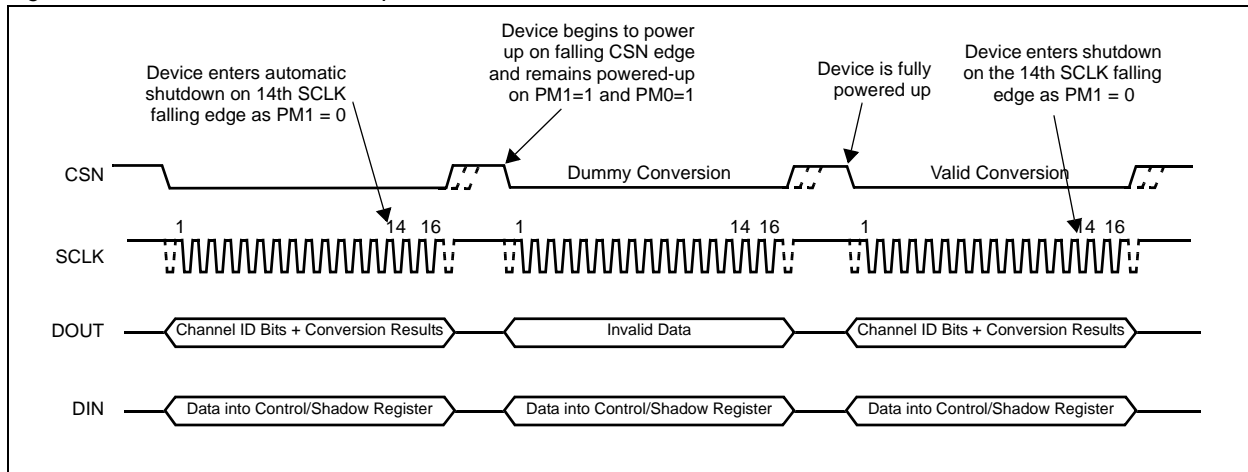 Device begins to power
up on falling CSN edge
and remains powered-up
on PM1=1 and PM0=1
Device enters automatic
shutdown on 14th SCLK
falling edge as PM1 = 0
Device is fully
powered up
Device enters shutdown
on the 14th SCLK falling
edge as PM1 = 0
CSN
Dummy Conversion
Valid Conversion
1 14 16 1 14 16 1 14 16
SCLK
DOUT
Channel ID Bits + Conversion Results
Invalid Data
Channel ID Bits + Conversion Results
DIN
Data into Control/Shadow Register
Data into Control/Shadow Register
Data into Control/Shadow Register